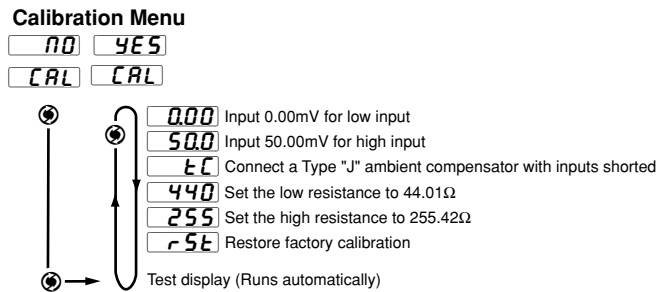 Calibration Menu
NO YES
CAL CAL
0.00 Input 0.00mV for low input
50.0 Input 50.00mV for high input
tC Connect a Type "J" ambient compensator with inputs shorted
440 Set the low resistance to 44.01Ω
255 Set the high resistance to 255.42Ω
rSt Restore factory calibration
Test display (Runs automatically)